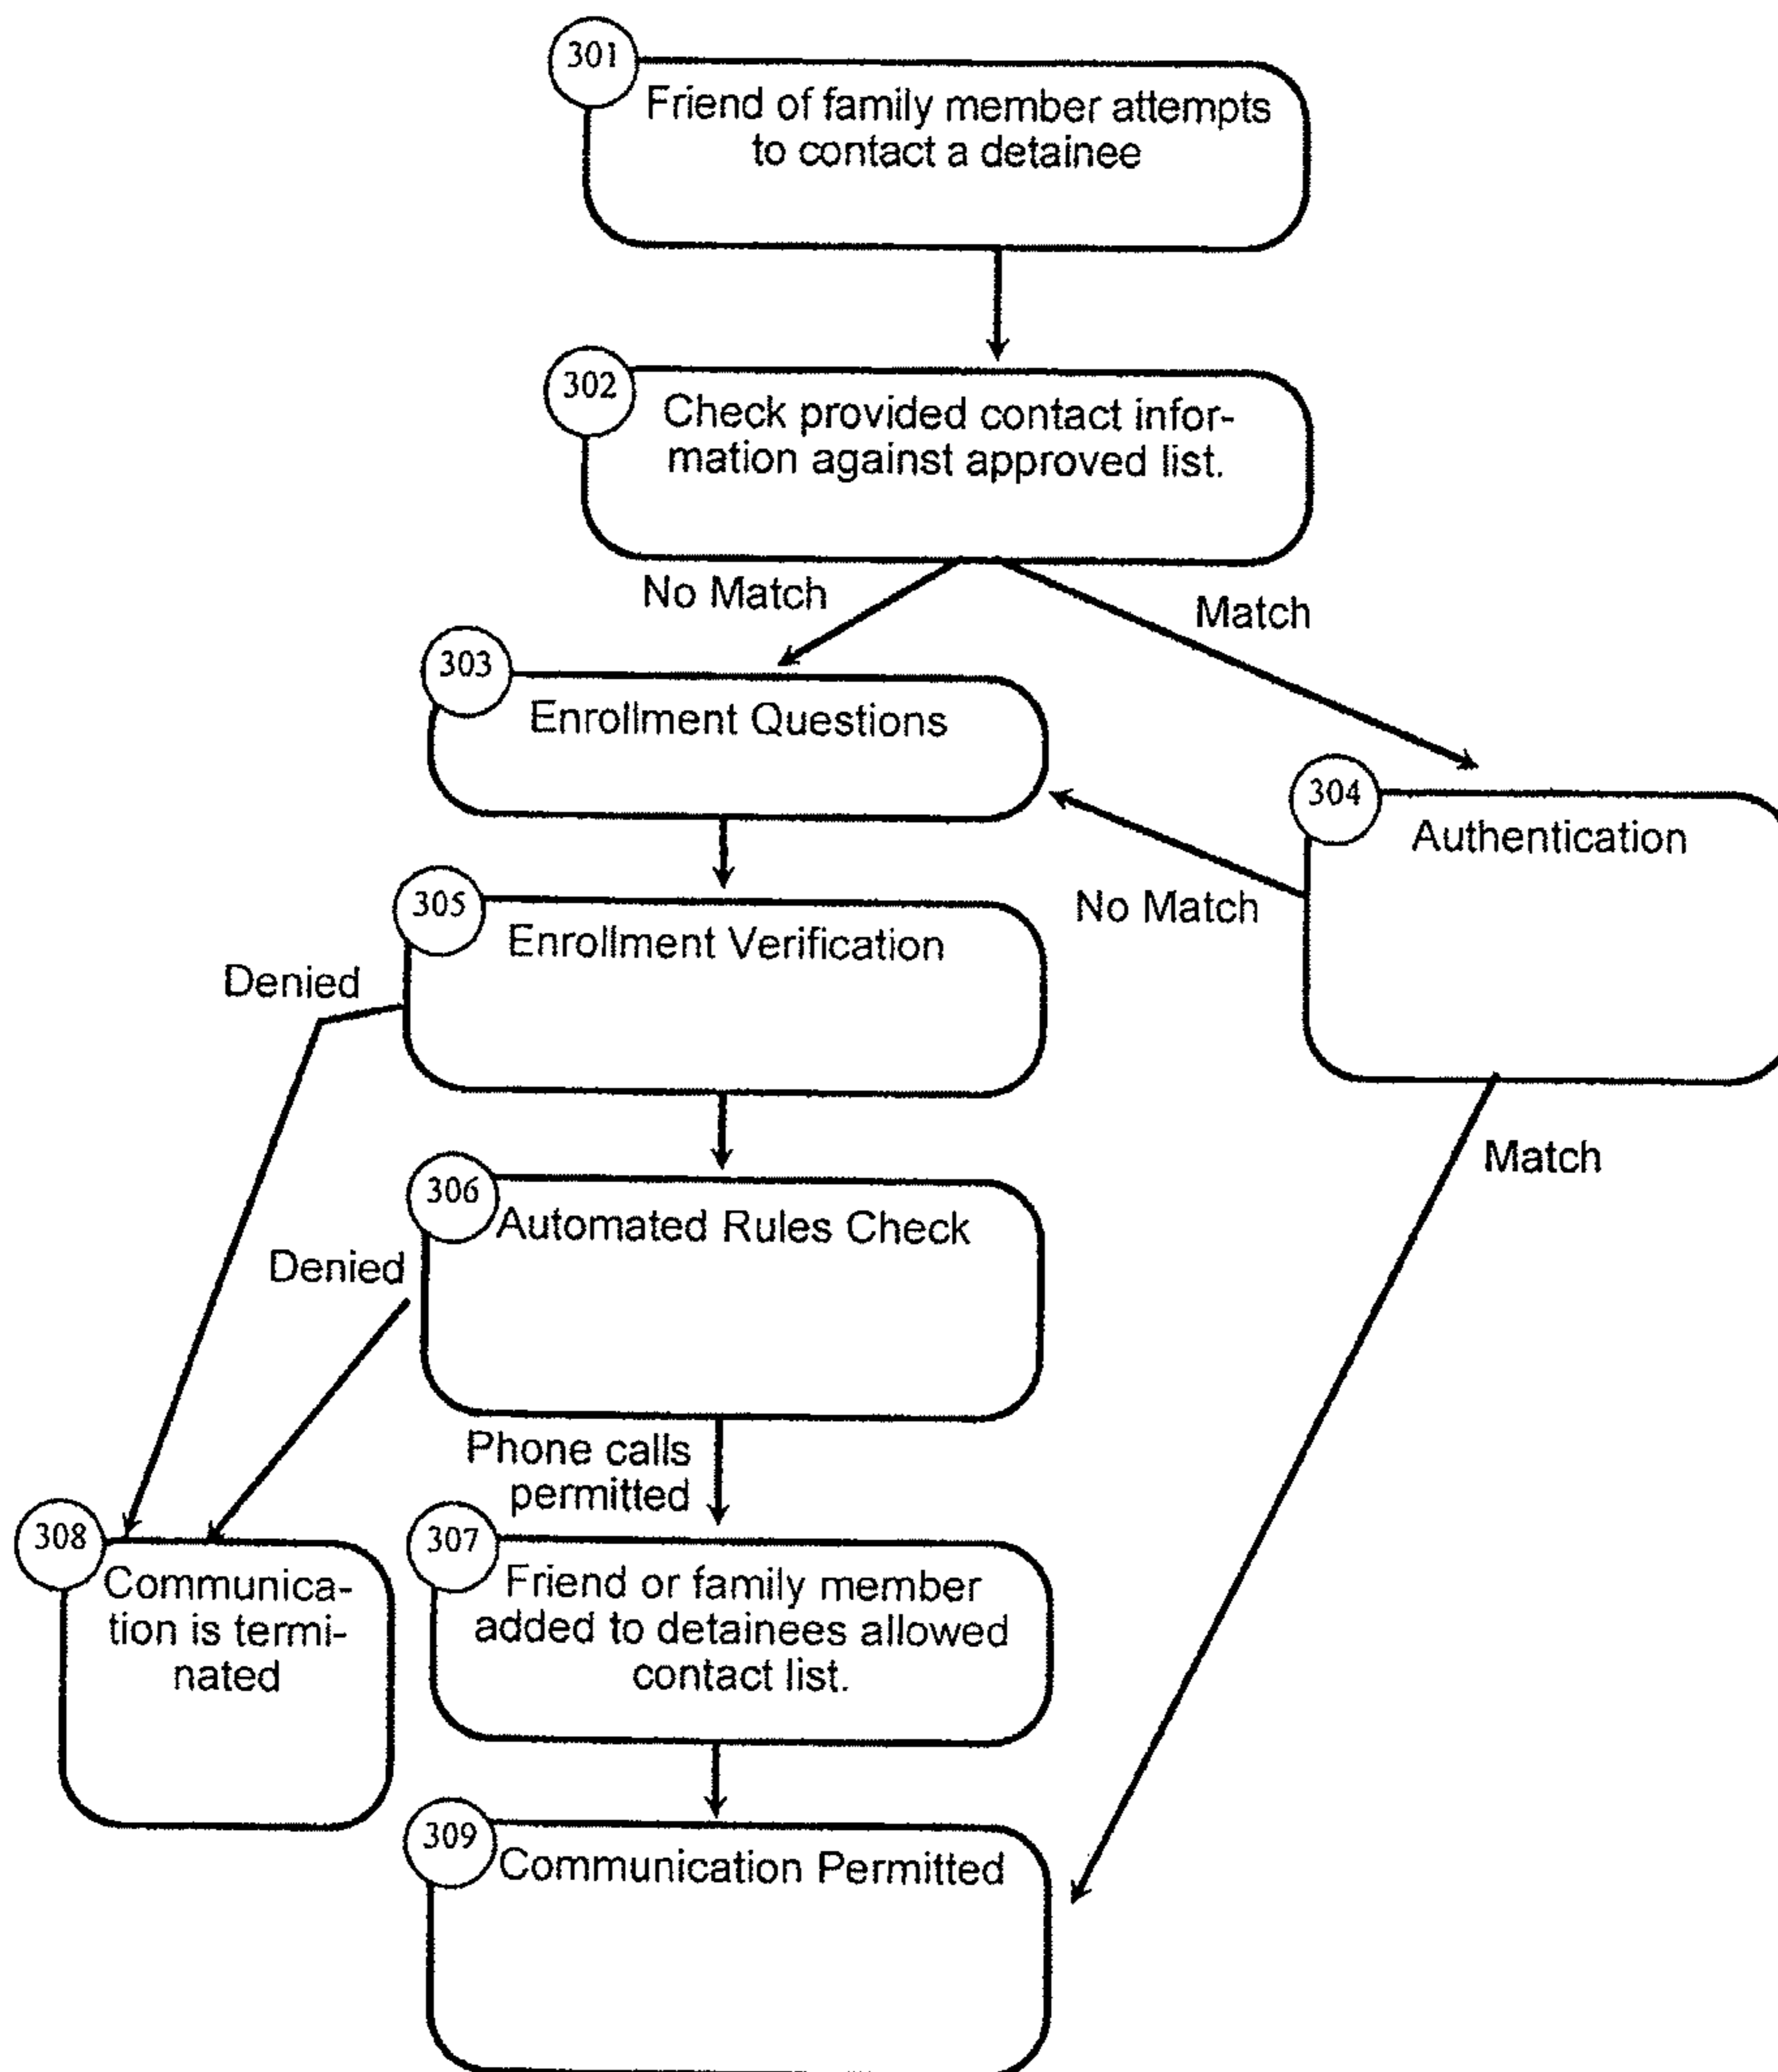 301
Friend of family member attempts
to contact a detainee
302
Check provided contact infor-
mation against approved list.
No Match
Match
303
Enrollment Questions
304
Authentication
No Match
305
Enrollment Verification
Denied
Match
306
Automated Rules Check
Denied
Phone calls
permitted
308
Communica-
tion is termi-
nated
307
Friend or family member
added to detainees allowed
contact list.
309
Communication Permitted